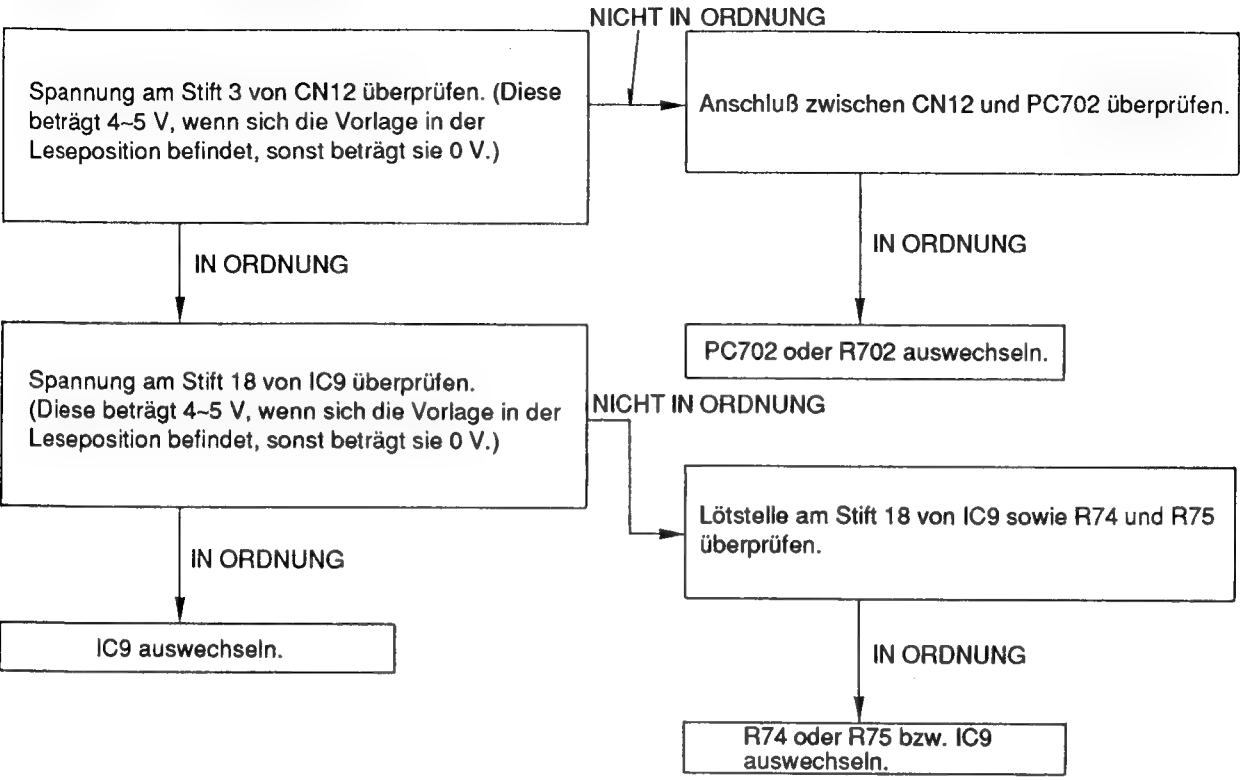 NICHT IN ORDNUNG
Spannung am Stift 3 von CN12 überprüfen. (Diese
beträgt 4~5 V, wenn sich die Vorlage in der
Leseposition befindet, sonst beträgt sie 0 V.)
Anschluß zwischen CN12 und PC702 überprüfen.
IN ORDNUNG
IN ORDNUNG
PC702 oder R702 auswechseln.
Spannung am Stift 18 von IC9 überprüfen.
(Diese beträgt 4~5 V, wenn sich die Vorlage in der
Leseposition befindet, sonst beträgt sie 0 V.)
NICHT IN ORDNUNG
Lötstelle am Stift 18 von IC9 sowie R74 und R75
überprüfen.
IN ORDNUNG
IC9 auswechseln.
IN ORDNUNG
R74 oder R75 bzw. IC9
auswechseln.